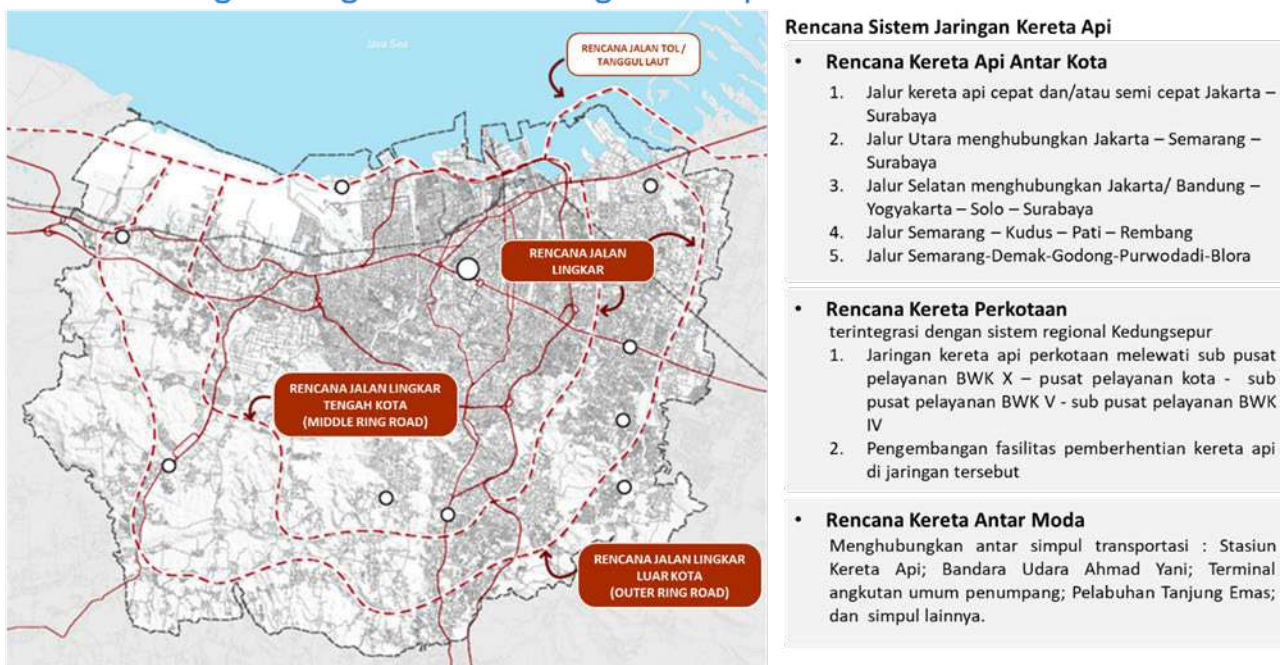 Java Sea
RENCANA JALAN TOL /
TANGGUL LAUT
RENCANA JALAN
LINGKAR
RENCANA JALAN LINGKAR
TENGAH KOTA
(MIDDLE RING ROAD)
RENCANA JALAN LINGKAR
LUAR KOTA
(OUTER RING ROAD)
Rencana Sistem Jaringan Kereta Api
• Rencana Kereta Api Antar Kota
1. Jalur kereta api cepat dan/atau semi cepat Jakarta –
Surabaya
2. Jalur Utara menghubungkan Jakarta – Semarang –
Surabaya
3. Jalur Selatan menghubungkan Jakarta/ Bandung –
Yogyakarta – Solo – Surabaya
4. Jalur Semarang – Kudus – Pati – Rembang
5. Jalur Semarang-Demak-Godong-Purwodadi-Blora
• Rencana Kereta Perkotaan
terintegrasi dengan sistem regional Kedungsepur
1. Jaringan kereta api perkotaan melewati sub pusat
pelayanan BWK X – pusat pelayanan kota - sub
pusat pelayanan BWK V - sub pusat pelayanan BWK
IV
2. Pengembangan fasilitas pemberhentian kereta api
di jaringan tersebut
• Rencana Kereta Antar Moda
Menghubungkan antar simpul transportasi : Stasiun
Kereta Api; Bandara Udara Ahmad Yani; Terminal
angkutan umum penumpang; Pelabuhan Tanjung Emas;
dan simpul lainnya.